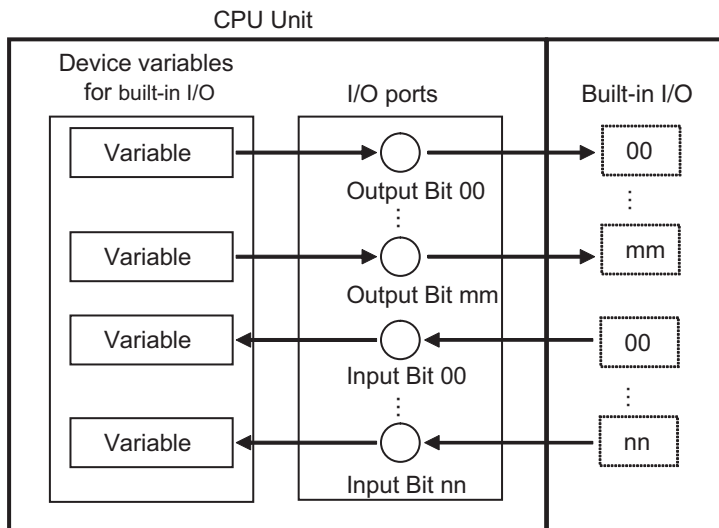 CPU Unit
Device variables
for built-in I/O
I/O ports
Built-in I/O
Variable
00
Output Bit 00
Variable
mm
Output Bit mm
Variable
00
Input Bit 00
Variable
nn
Input Bit nn